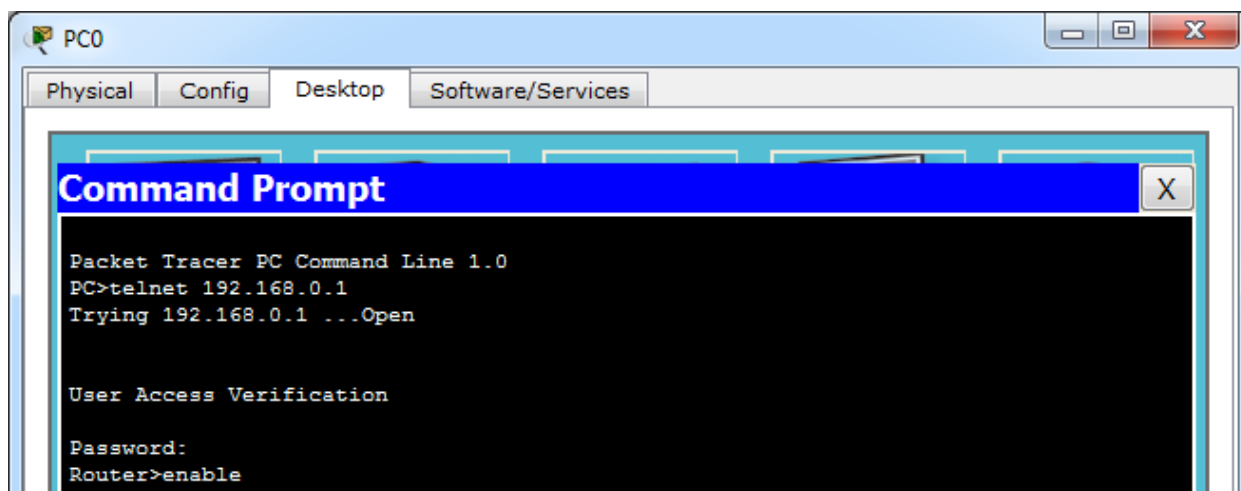 PC0
Physical Config Desktop Software/Services
Command Prompt X
Packet Tracer PC Command Line 1.0
PC>telnet 192.168.0.1
Trying 192.168.0.1 ...Open
User Access Verification
Password:
Router>enable